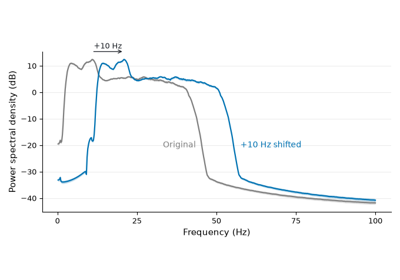 +10 Hz
10
0
−10
−20
−30
−40
Power spectral density (dB)
Original
+10 Hz shifted
0
25
50
75
100
Frequency (Hz)